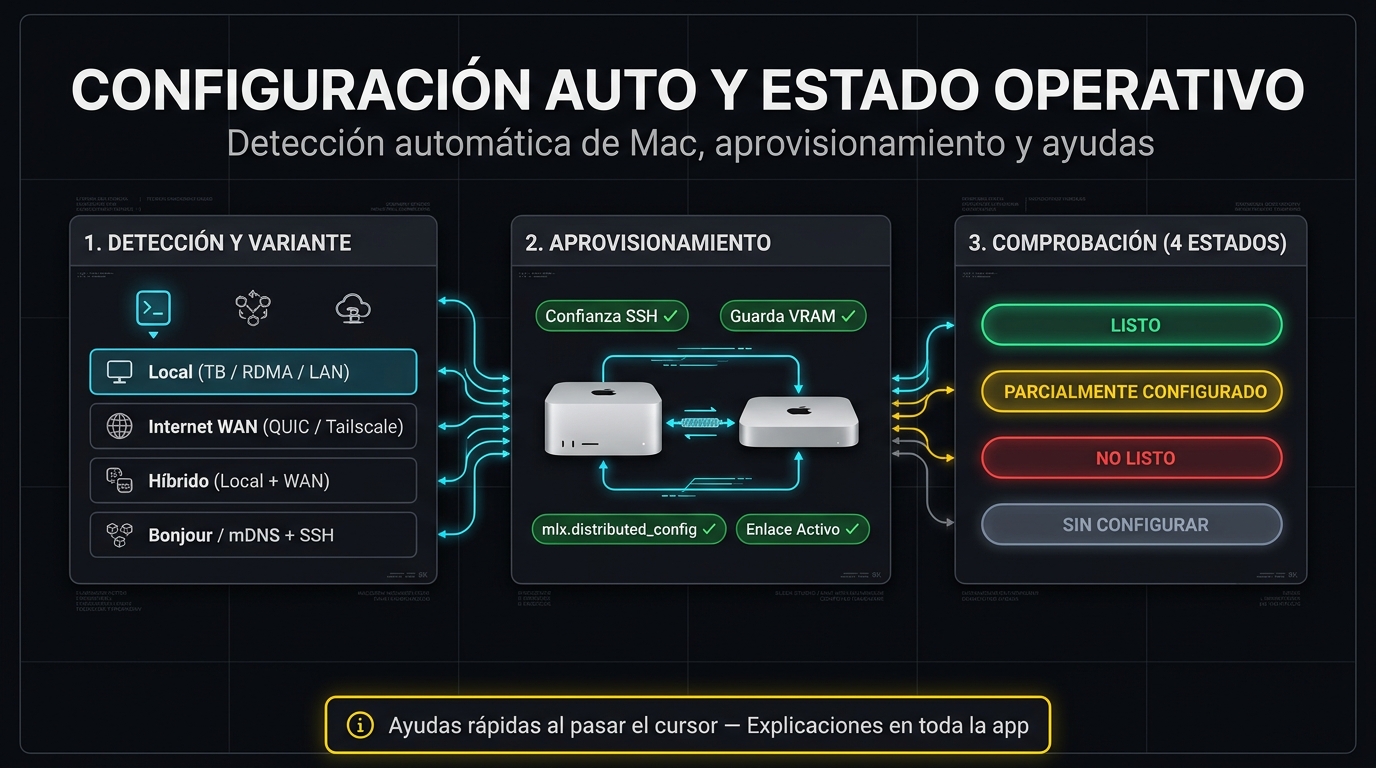 CONFIGURACIÓN AUTO Y ESTADO OPERATIVO
Detección automática de Mac, aprovisionamiento y ayudas
1. DETECCIÓN Y VARIANTE
Local (TB / RDMA / LAN)
Internet WAN (QUIC / Tailscale)
Híbrido (Local + WAN)
Bonjour / mDNS + SSH
2. APROVISIONAMIENTO
Confianza SSH ✓
Guarda VRAM ✓
mlx.distributed_config ✓
Enlace Activo ✓
3. COMPROBACIÓN (4 ESTADOS)
LISTO
PARCIALMENTE CONFIGURADO
NO LISTO
SIN CONFIGURAR
Ayudas rápidas al pasar el cursor — Explicaciones en toda la app